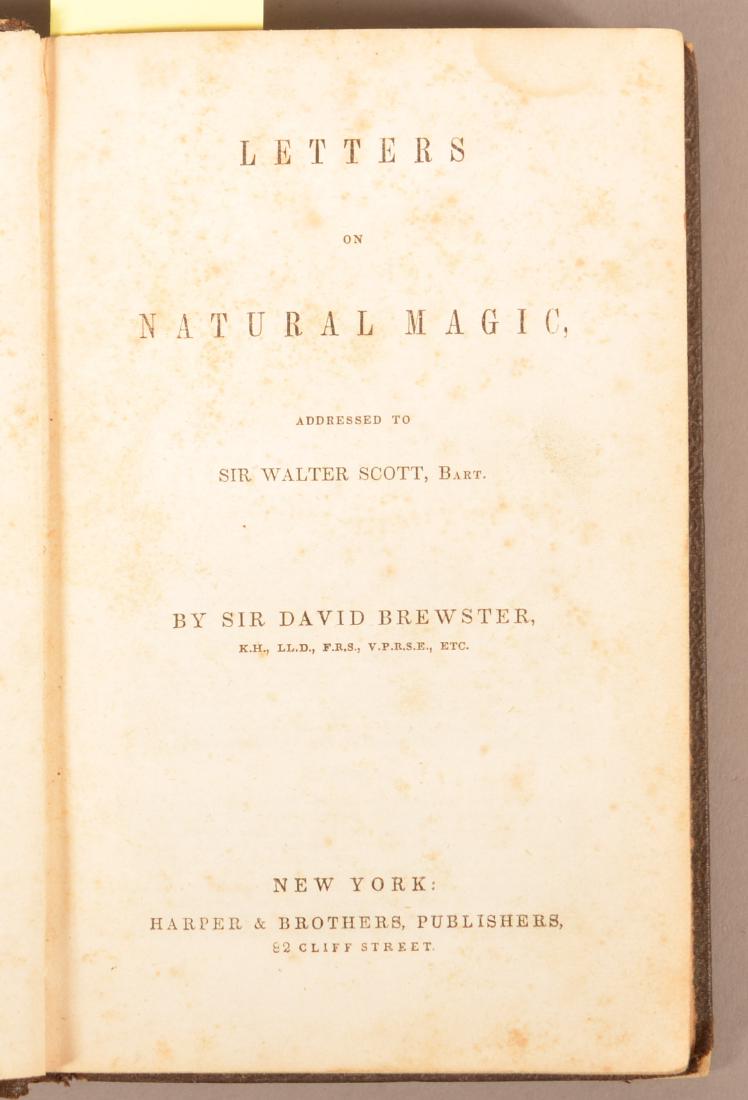 LETTERS
ON
NATURAL MAGIC,
ADDRESSED TO
SIR WALTER SCOTT, BART.
BY SIR DAVID BREWSTER,
K.H., LL.D., F.R.S., V.P.R.S.E., ETC.
NEW YORK:
HARPER & BROTHERS, PUBLISHERS,
82 CLIFF STREET.